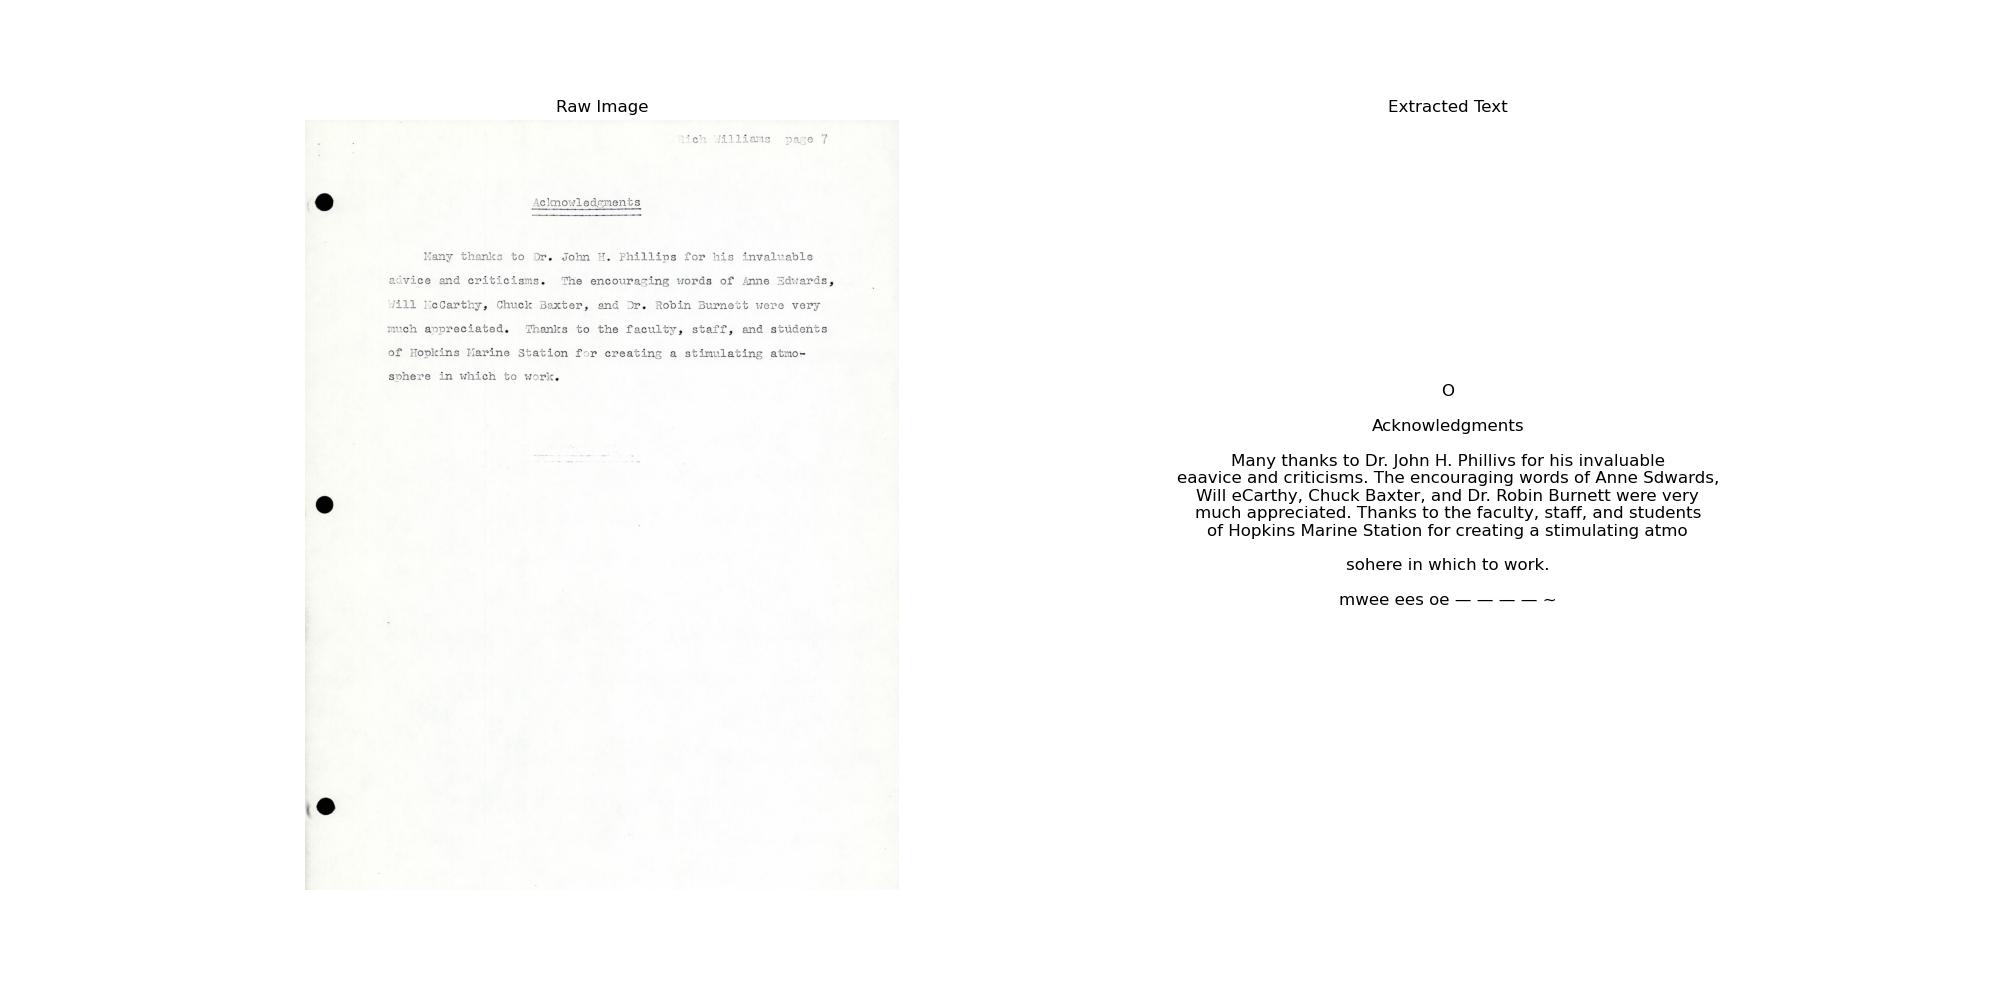 Raw Image
Rich Williams page 7
Acknowledgments
Many thanks to Dr. John H. Phillips for his invaluable
advice and criticisms. The encouraging words of Anne Edwards,
Will McCarthy, Chuck Baxter, and Dr. Robin Burnett were very
much appreciated. Thanks to the faculty, staff, and students
of Hopkins Marine Station for creating a stimulating atmo-
sphere in which to work.
Extracted Text
O
Acknowledgments
Many thanks to Dr. John H. Phillivs for his invaluable
eaavice and criticisms. The encouraging words of Anne Sdwards,
Will eCarthy, Chuck Baxter, and Dr. Robin Burnett were very
much appreciated. Thanks to the faculty, staff, and students
of Hopkins Marine Station for creating a stimulating atmo
sohere in which to work.
mwee ees oe — — — — ~